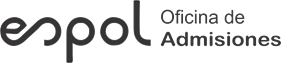 espol
Oficina de
Admisiones